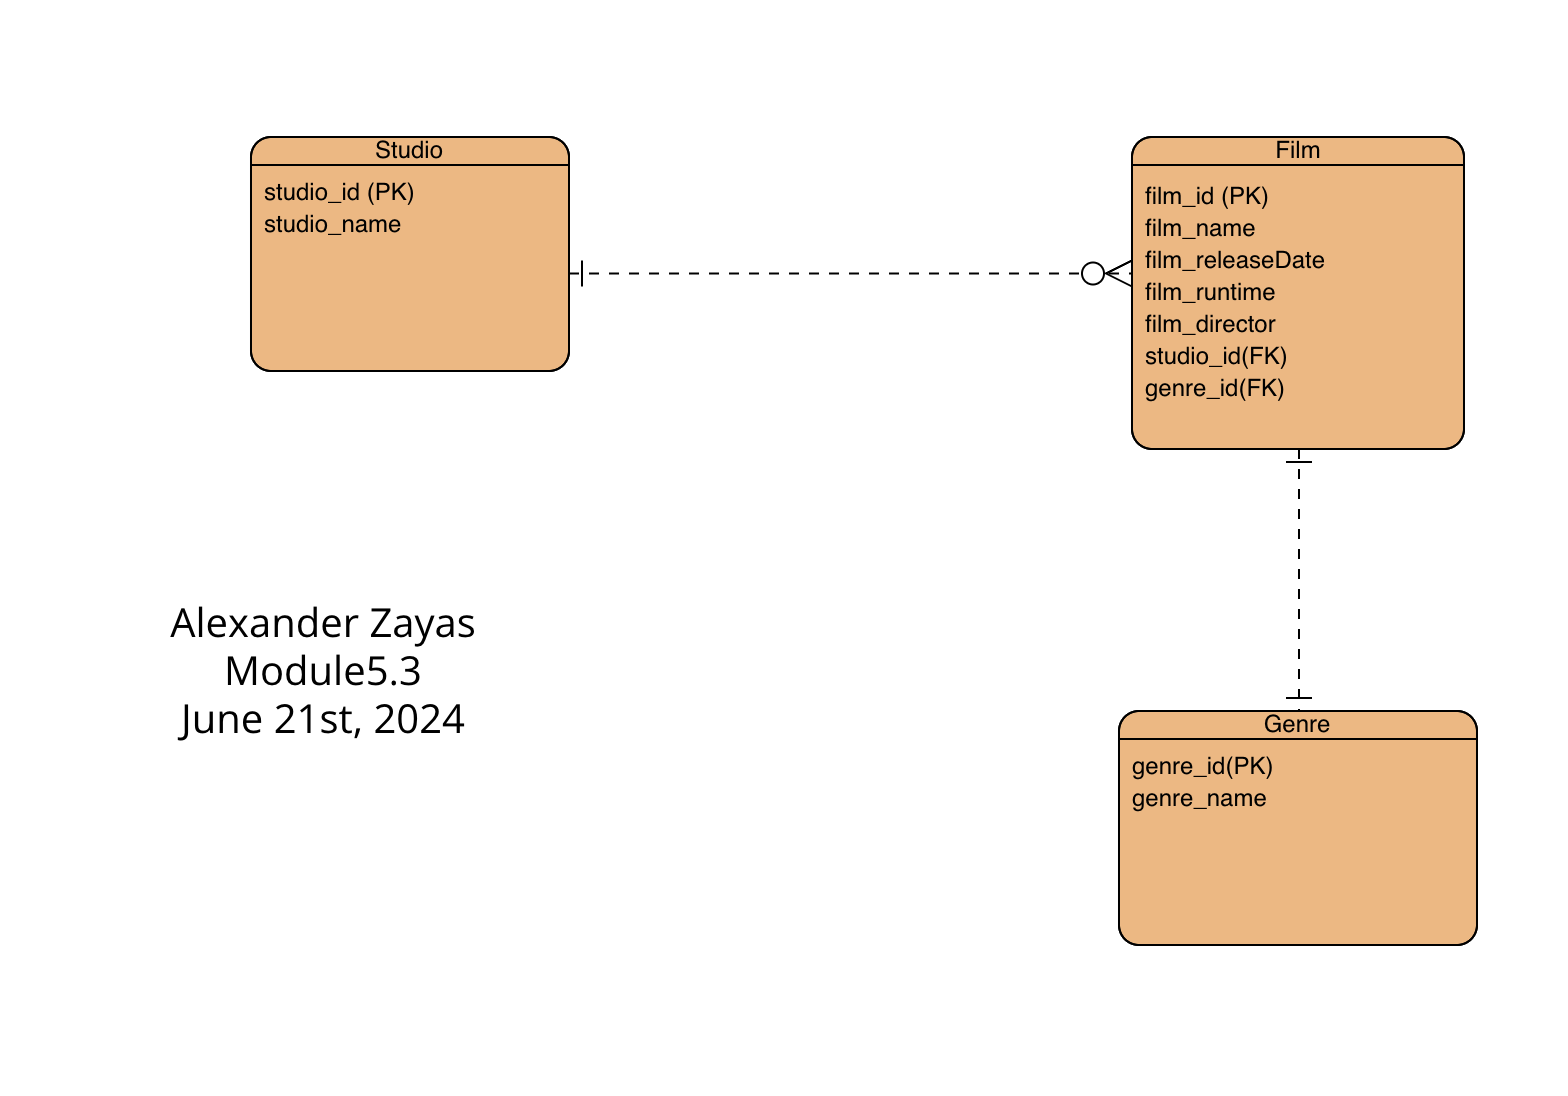 Studio
studio_id (PK)
studio_name
Film
film_id (PK)
film_name
film_releaseDate
film_runtime
film_director
studio_id(FK)
genre_id(FK)
Alexander Zayas
Module5.3
June 21st, 2024
Genre
genre_id(PK)
genre_name